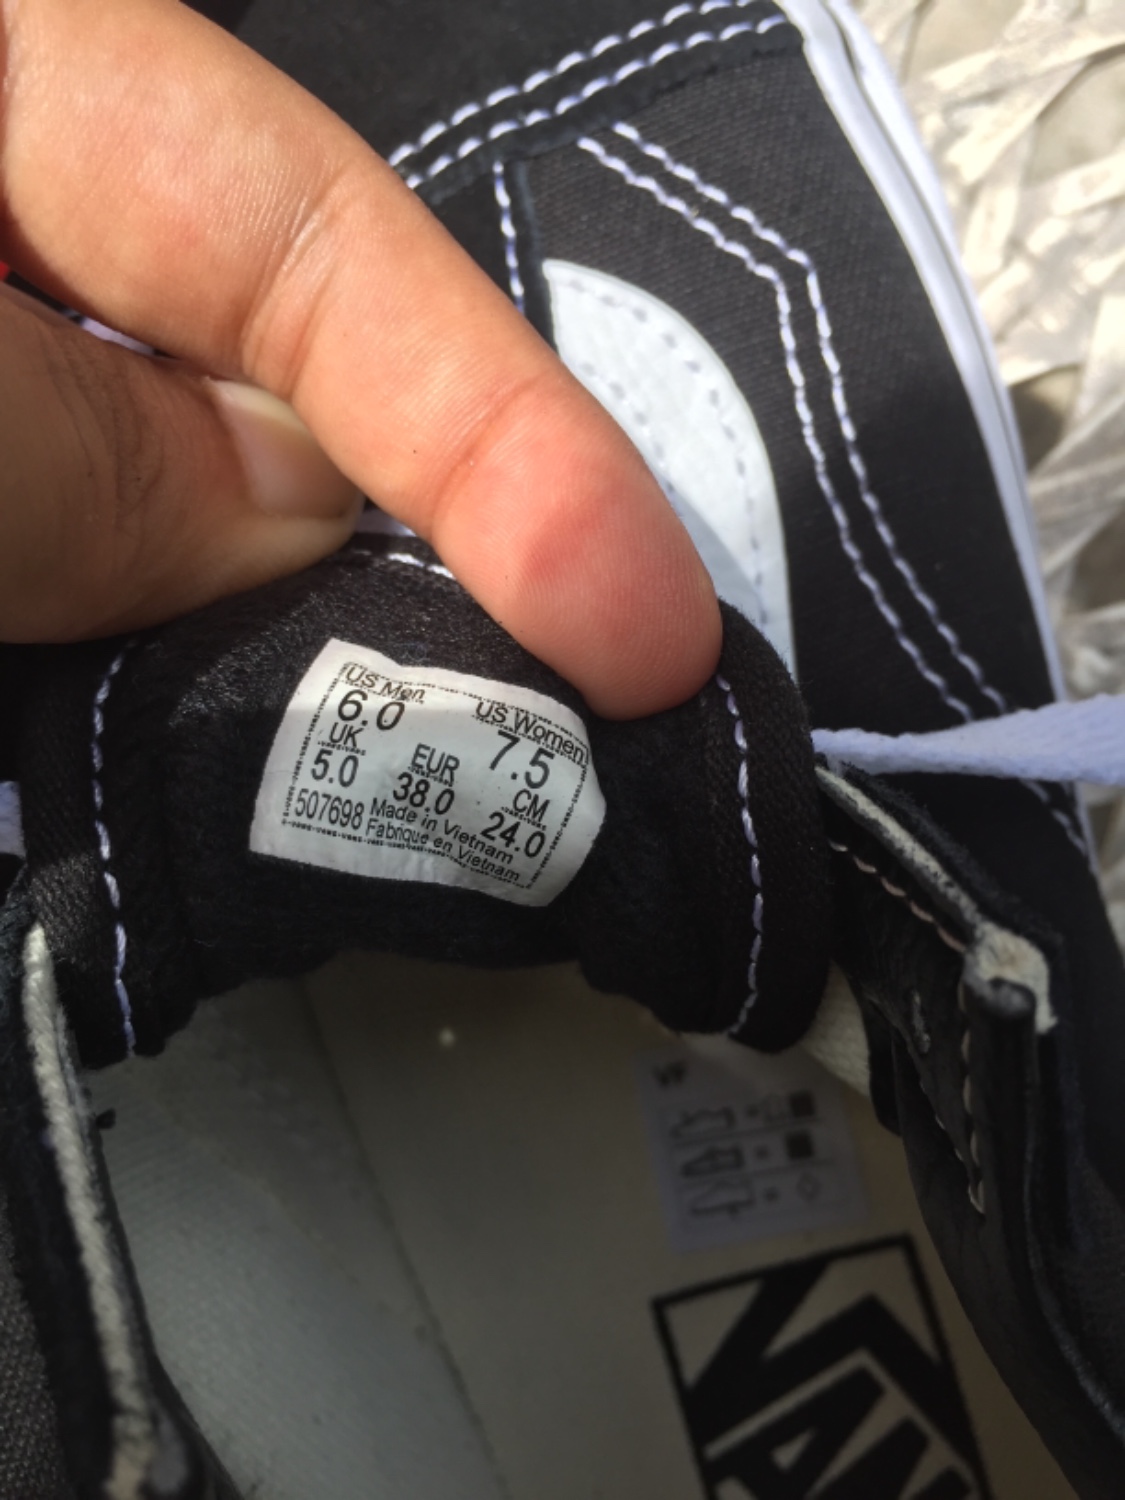 US Men
6.0
US Women
7.5
UK
5.0
EUR
38.0
CM
24.0
507698 Made in Vietnam
Fabriqué en Vietnam
VANS